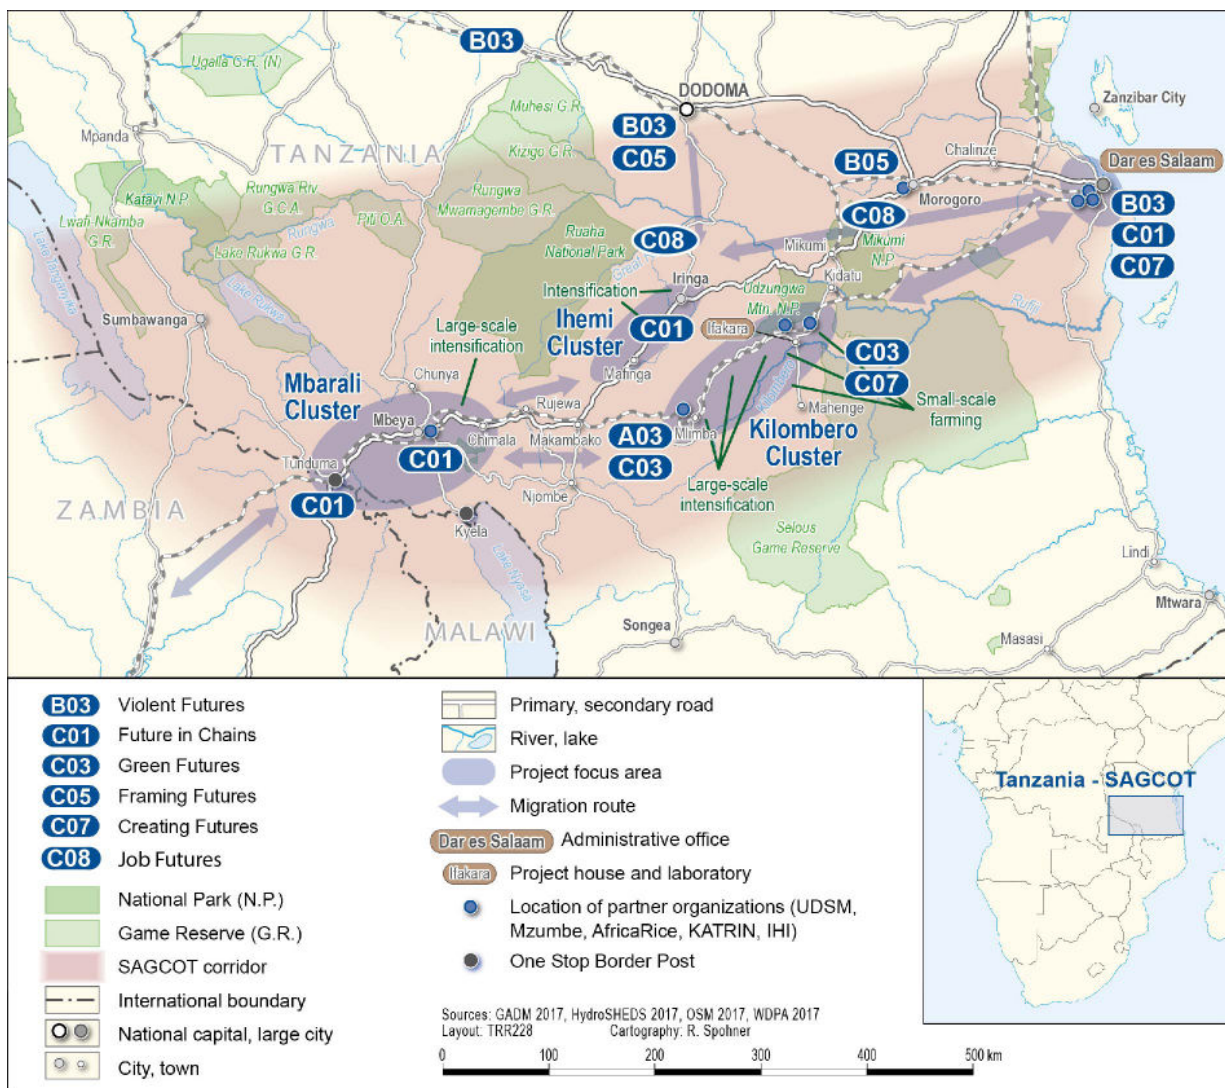 B03
Ugalla G.R. (N)
DODOMA
Zanzibar City
Muhesi G.R.
Mpanda
B03
C05
TANZANIA
Kizigo G.R.
B05
Chalinze
Dar es Salaam
Katavi N.P.
Rungwa Riv.
G.C.A.
Rungwa
Mwamagembe G.R.
Morogoro
B03
C01
C07
Lwafi-Nkamba
G.R.
Piti O.A.
Rungwa
C08
Lake Rukwa G.R.
Ruaha
National Park
C08
Mikumi
Mikumi
N.P.
Lake Tanganyika
Lake Rukwa
Iringa
Kidatu
Intensification
Udzungwa
Mtn. N.P.
Rufiji
Sumbawanga
Large-scale
intensification
Ihemi
Cluster
C01
Ifakara
C03
C07
Mbarali
Cluster
Chunya
Mafinga
Small-scale
farming
Mahenge
Rujewa
Mbeya
Chimala
Makambako
A03
C03
Mlimba
Kilombero
Cluster
C01
Tunduma
C01
Large-scale
intensification
Njombe
ZAMBIA
Kyela
Selous
Game Reserve
Lake Nyasa
Lindi
MALAWI
Songea
Masasi
Mtwara
B03 Violent Futures
C01 Future in Chains
C03 Green Futures
C05 Framing Futures
C07 Creating Futures
C08 Job Futures
National Park (N.P.)
Game Reserve (G.R.)
SAGCOT corridor
International boundary
National capital, large city
City, town
Primary, secondary road
River, lake
Project focus area
Migration route
Dar es Salaam Administrative office
Ifakara Project house and laboratory
Location of partner organizations (UDSM,
Mzumbe, AfricaRice, KATRIN, IHI)
One Stop Border Post
Sources: GADM 2017, HydroSHEDS 2017, OSM 2017, WDPA 2017
Layout: TRR228 Cartography: R. Spohner
0 100 200 300 400 500 km
Tanzania - SAGCOT